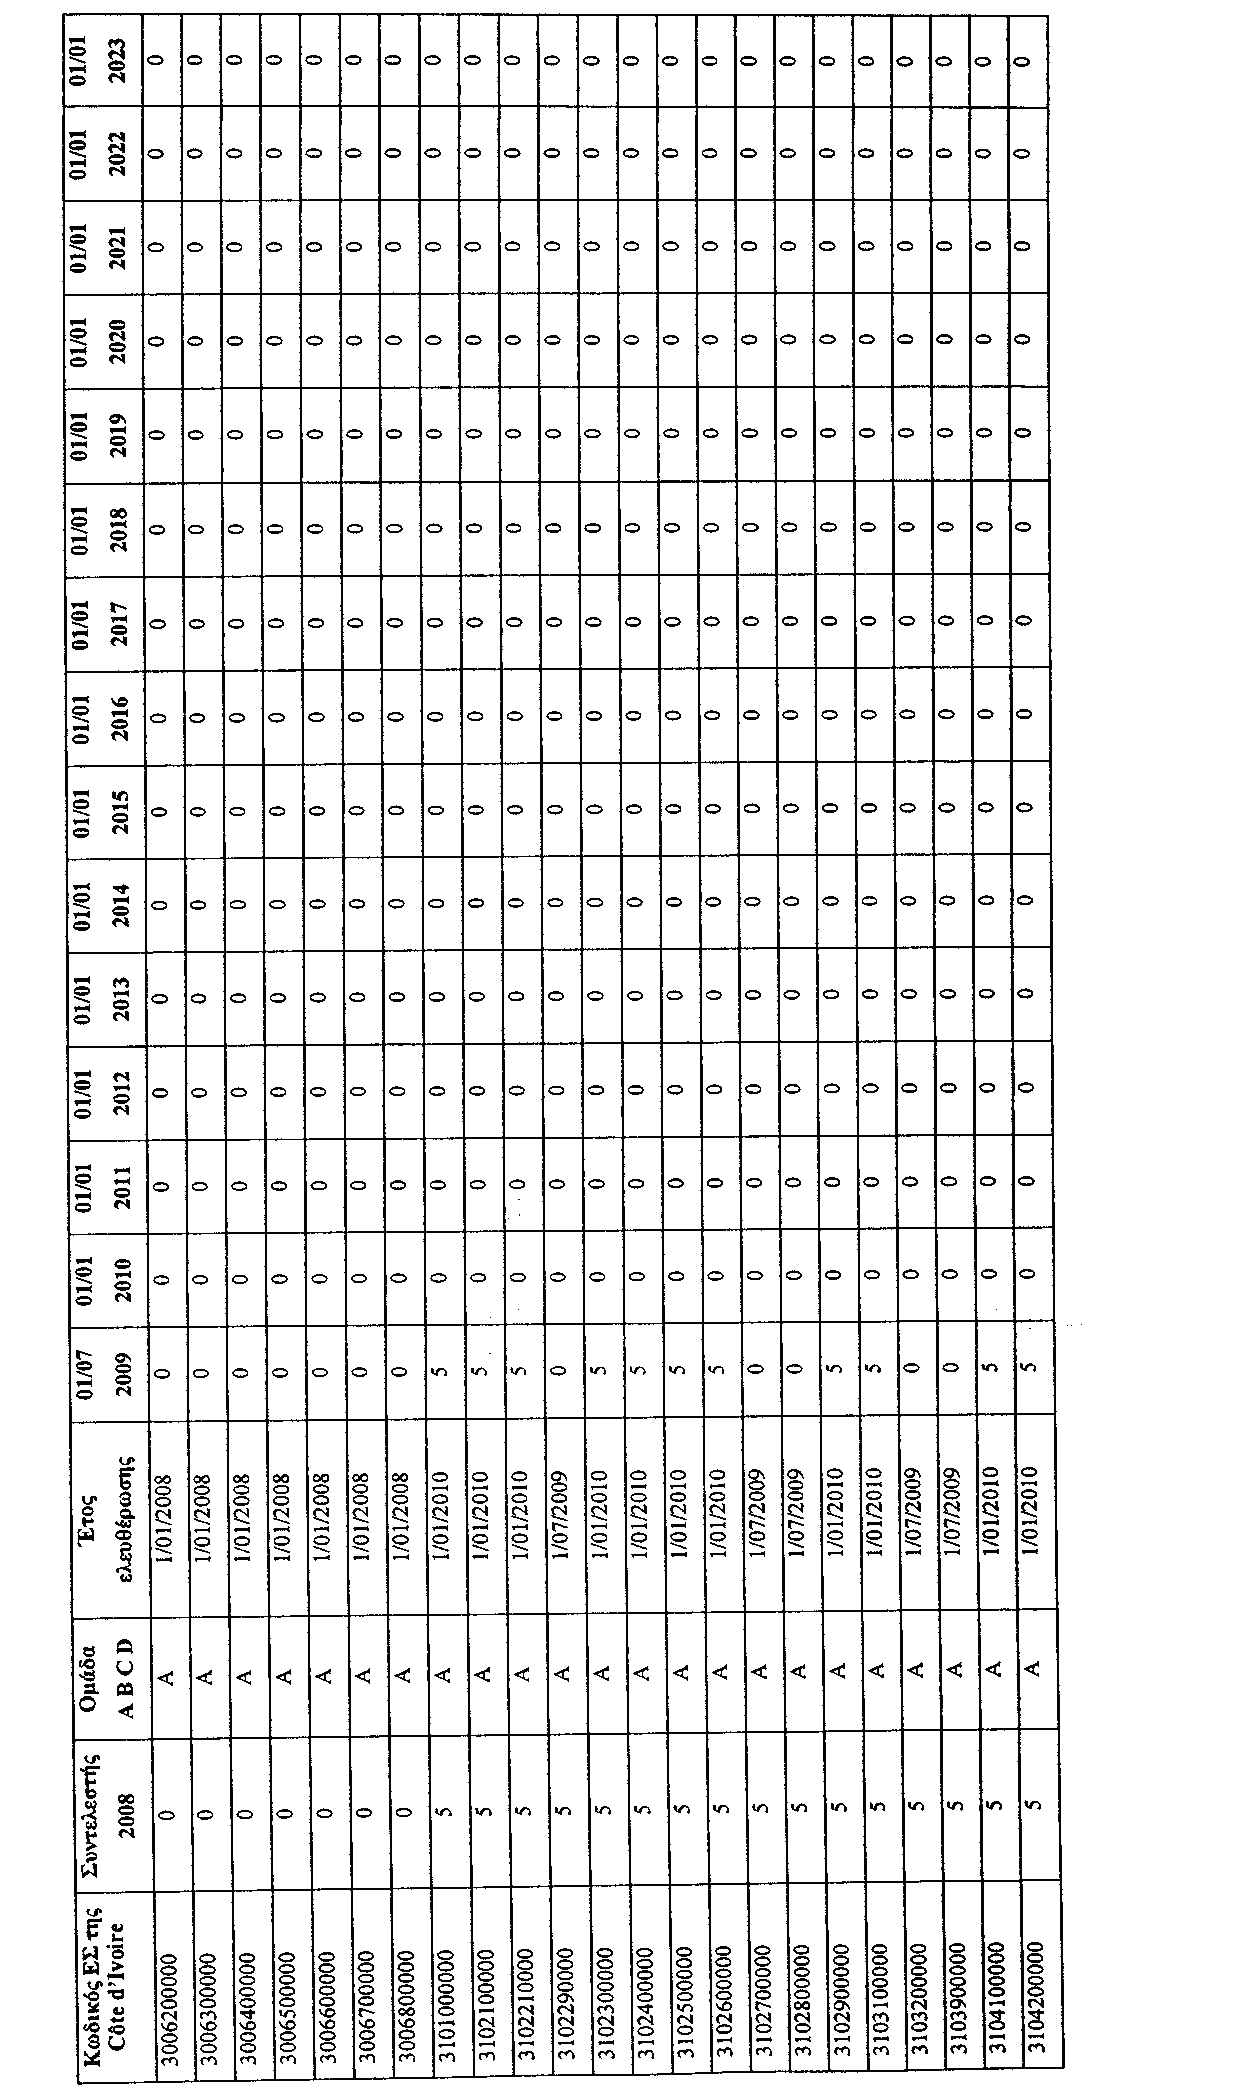 Κωδικός ΕΣ της Côte d'Ivoire Συντελεστής 2008 Ομάδα A B C D Έτος ελευθέρωσης 01/07 2009 01/01 2010 01/01 2011 01/01 2012 01/01 2013 01/01 2014 01/01 2015 01/01 2016 01/01 2017 01/01 2018 01/01 2019 01/01 2020 01/01 2021 01/01 2022 01/01 2023
3006200000 0 A 1/01/2008 0 0 0 0 0 0 0 0 0 0 0 0 0 0 0
3006300000 0 A 1/01/2008 0 0 0 0 0 0 0 0 0 0 0 0 0 0 0
3006400000 0 A 1/01/2008 0 0 0 0 0 0 0 0 0 0 0 0 0 0 0
3006500000 0 A 1/01/2008 0 0 0 0 0 0 0 0 0 0 0 0 0 0 0
3006600000 0 A 1/01/2008 0 0 0 0 0 0 0 0 0 0 0 0 0 0 0
3006700000 0 A 1/01/2008 0 0 0 0 0 0 0 0 0 0 0 0 0 0 0
3006800000 0 A 1/01/2008 0 0 0 0 0 0 0 0 0 0 0 0 0 0 0
3101000000 5 A 1/01/2010 5 0 0 0 0 0 0 0 0 0 0 0 0 0 0
3102100000 5 A 1/01/2010 5 0 0 0 0 0 0 0 0 0 0 0 0 0 0
3102210000 5 A 1/01/2010 5 0 0 0 0 0 0 0 0 0 0 0 0 0 0
3102290000 5 A 1/07/2009 0 0 0 0 0 0 0 0 0 0 0 0 0 0 0
3102300000 5 A 1/01/2010 5 0 0 0 0 0 0 0 0 0 0 0 0 0 0
3102400000 5 A 1/01/2010 5 0 0 0 0 0 0 0 0 0 0 0 0 0 0
3102500000 5 A 1/01/2010 5 0 0 0 0 0 0 0 0 0 0 0 0 0 0
3102600000 5 A 1/01/2010 5 0 0 0 0 0 0 0 0 0 0 0 0 0 0
3102700000 5 A 1/07/2009 0 0 0 0 0 0 0 0 0 0 0 0 0 0 0
3102800000 5 A 1/07/2009 0 0 0 0 0 0 0 0 0 0 0 0 0 0 0
3102900000 5 A 1/01/2010 5 0 0 0 0 0 0 0 0 0 0 0 0 0 0
3103100000 5 A 1/01/2010 5 0 0 0 0 0 0 0 0 0 0 0 0 0 0
3103200000 5 A 1/07/2009 0 0 0 0 0 0 0 0 0 0 0 0 0 0 0
3103900000 5 A 1/07/2009 0 0 0 0 0 0 0 0 0 0 0 0 0 0 0
3104100000 5 A 1/01/2010 5 0 0 0 0 0 0 0 0 0 0 0 0 0 0
3104200000 5 A 1/01/2010 5 0 0 0 0 0 0 0 0 0 0 0 0 0 0